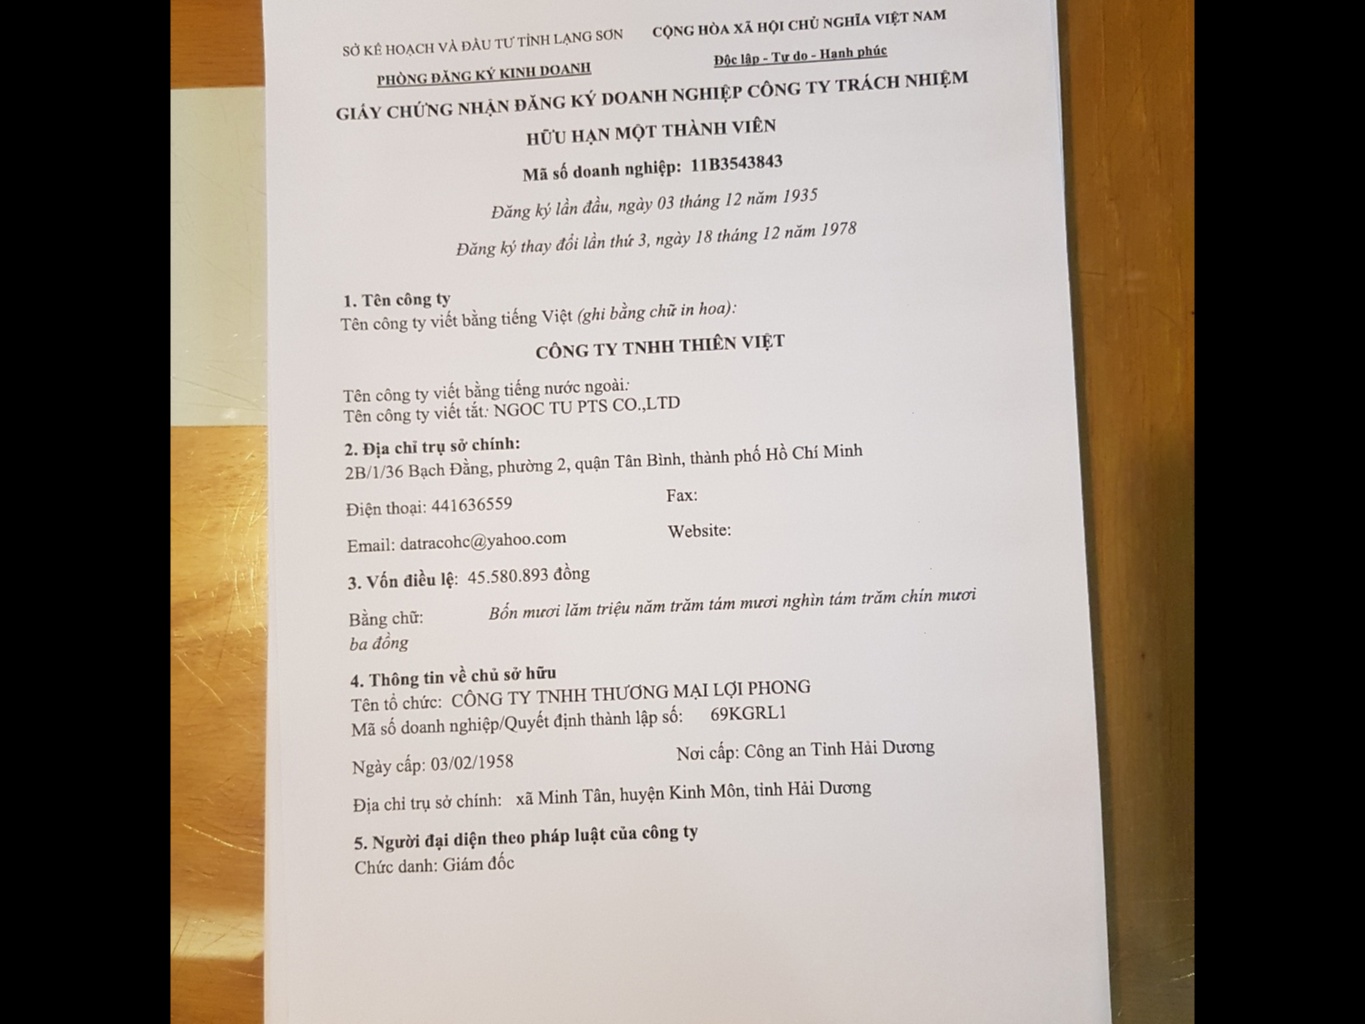 SỞ KẾ HOẠCH VÀ ĐẦU TƯ TỈNH LẠNG SƠN
CỘNG HÒA XÃ HỘI CHỦ NGHĨA VIỆT NAM
PHÒNG ĐĂNG KÝ KINH DOANH
Độc lập - Tự do - Hạnh phúc
GIẤY CHỨNG NHẬN ĐĂNG KÝ DOANH NGHIỆP CÔNG TY TRÁCH NHIỆM
HỮU HẠN MỘT THÀNH VIÊN
Mã số doanh nghiệp: 11B3543843
Đăng ký lần đầu, ngày 03 tháng 12 năm 1935
Đăng ký thay đổi lần thứ 3, ngày 18 tháng 12 năm 1978
1. Tên công ty
Tên công ty viết bằng tiếng Việt (ghi bằng chữ in hoa):
CÔNG TY TNHH THIÊN VIỆT
Tên công ty viết bằng tiếng nước ngoài:
Tên công ty viết tắt: NGOC TU PTS CO.,LTD
2. Địa chỉ trụ sở chính:
2B/1/36 Bạch Đằng, phường 2, quận Tân Bình, thành phố Hồ Chí Minh
Điện thoại: 441636559 Fax:
Email: datracohc@yahoo.com Website:
3. Vốn điều lệ: 45.580.893 đồng
Bằng chữ: Bốn mươi lăm triệu năm trăm tám mươi nghìn tám trăm chín mươi
ba đồng
4. Thông tin về chủ sở hữu
Tên tổ chức: CÔNG TY TNHH THƯƠNG MẠI LỢI PHONG
Mã số doanh nghiệp/Quyết định thành lập số: 69KGRL1
Ngày cấp: 03/02/1958 Nơi cấp: Công an Tỉnh Hải Dương
Địa chỉ trụ sở chính: xã Minh Tân, huyện Kinh Môn, tỉnh Hải Dương
5. Người đại diện theo pháp luật của công ty
Chức danh: Giám đốc